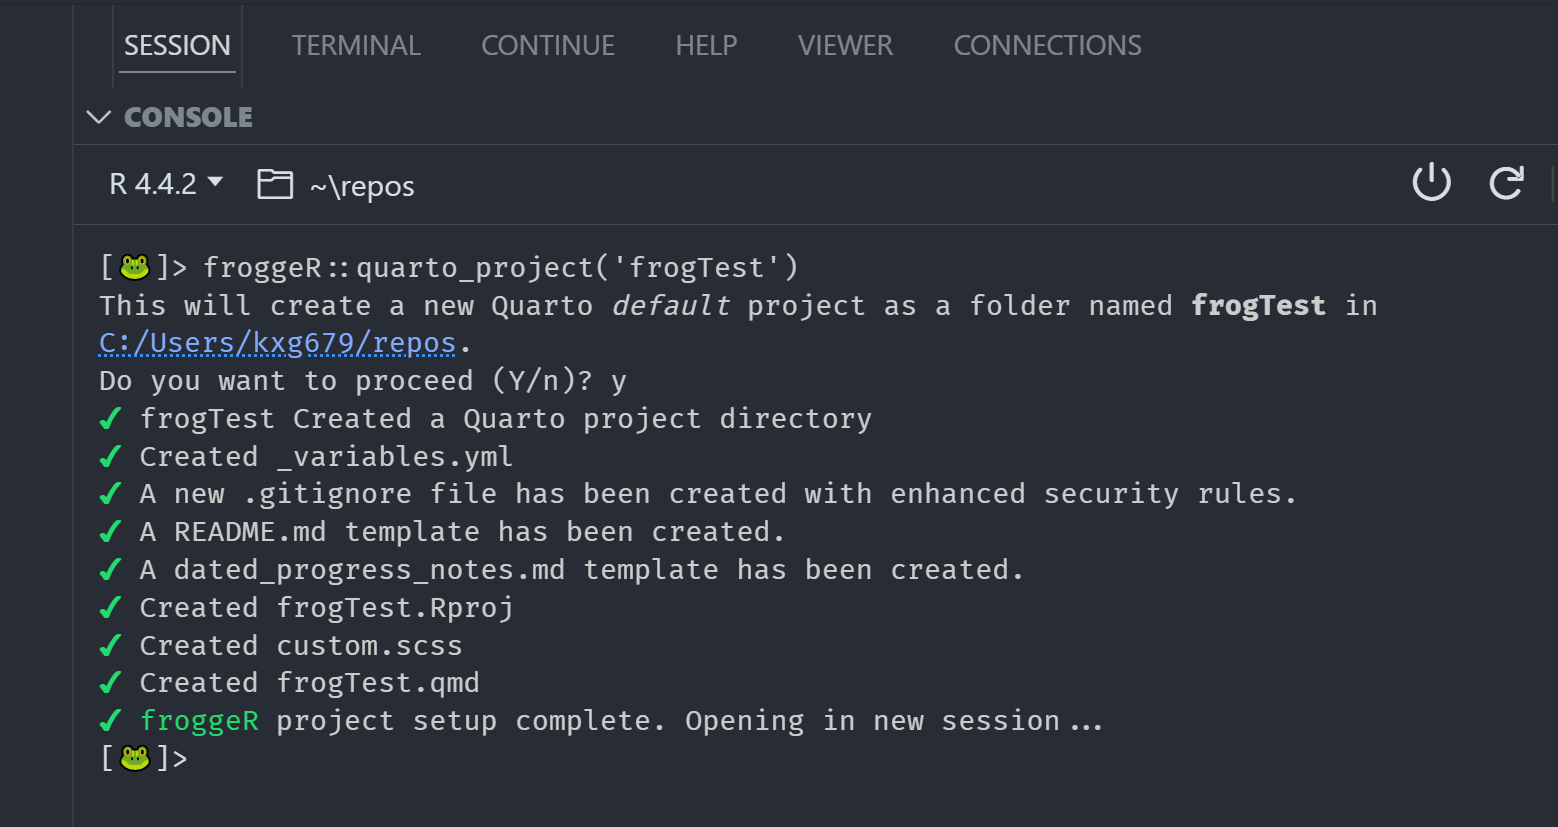 SESSION TERMINAL CONTINUE HELP VIEWER CONNECTIONS
CONSOLE
R 4.4.2 ~\repos
[🐸]> froggeR::quarto_project('frogTest')
This will create a new Quarto default project as a folder named frogTest in
C:/Users/kxg679/repos.
Do you want to proceed (Y/n)? y
✔ frogTest Created a Quarto project directory
✔ Created _variables.yml
✔ A new .gitignore file has been created with enhanced security rules.
✔ A README.md template has been created.
✔ A dated_progress_notes.md template has been created.
✔ Created frogTest.Rproj
✔ Created custom.scss
✔ Created frogTest.qmd
✔ froggeR project setup complete. Opening in new session...
[🐸]>